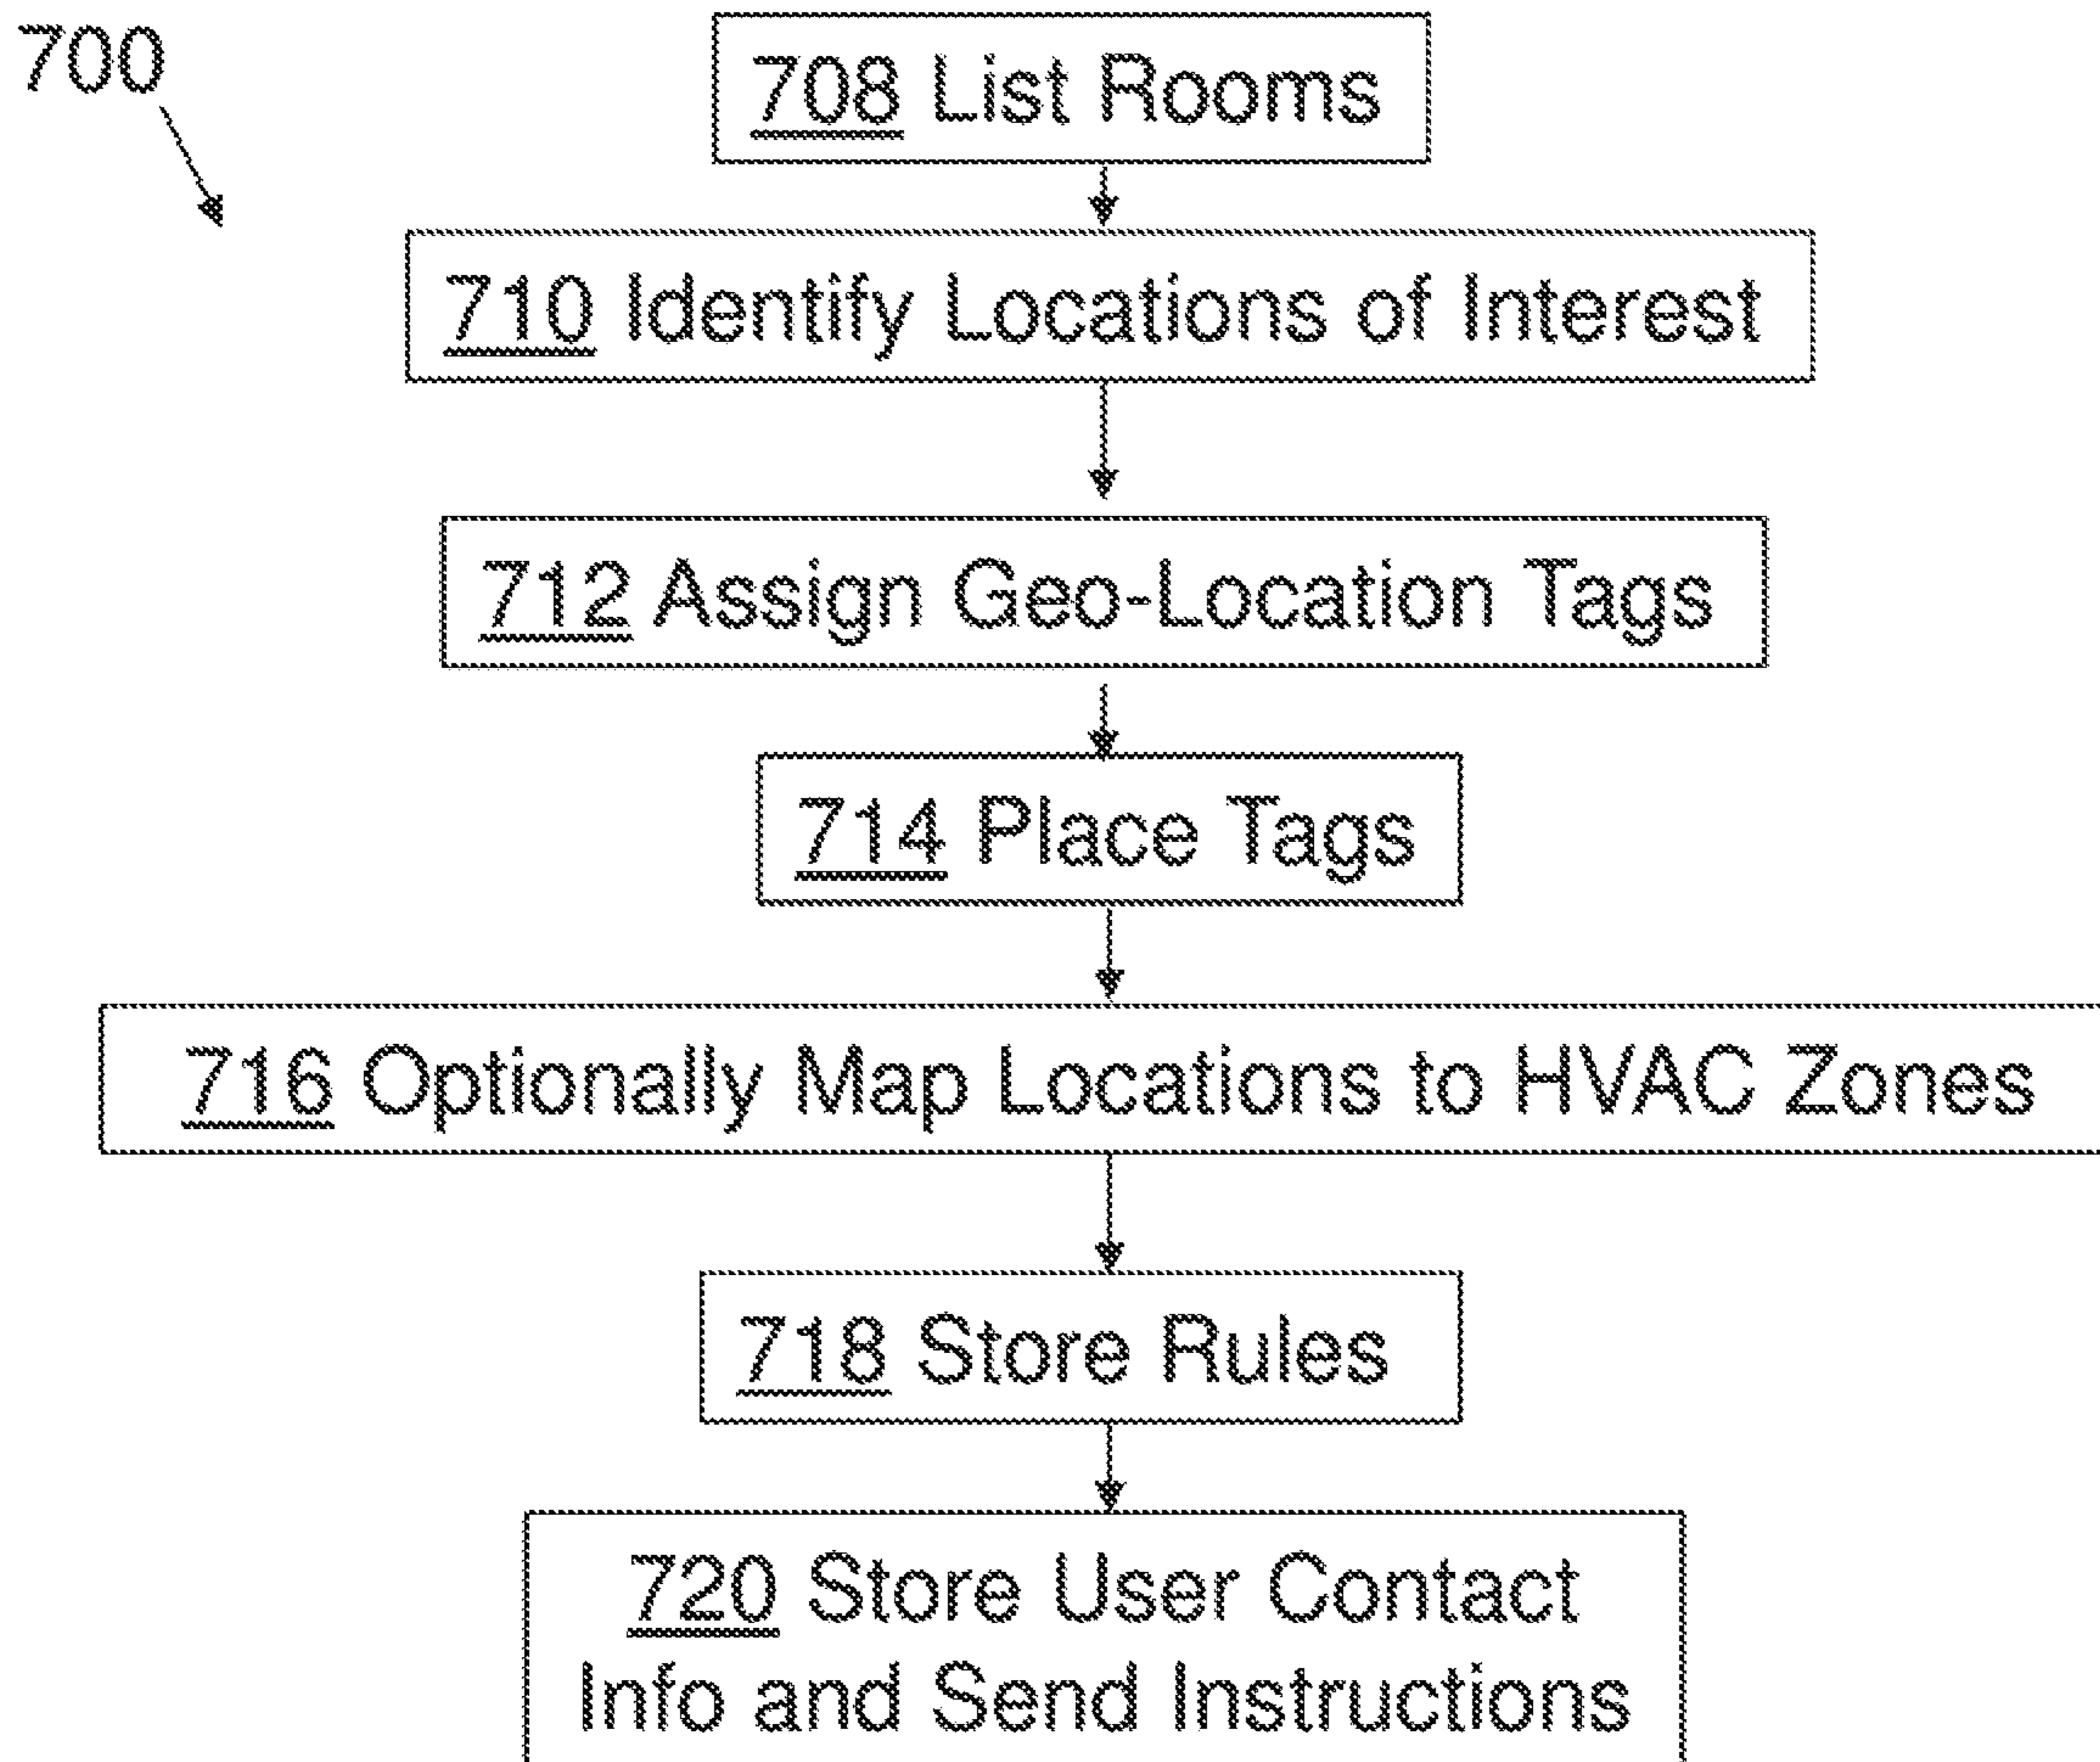 700
708 List Rooms
710 Identify Locations of Interest
712 Assign Geo-Location Tags
714 Place Tags
716 Optionally Map Locations to HVAC Zones
718 Store Rules
720 Store User Contact
Info and Send Instructions